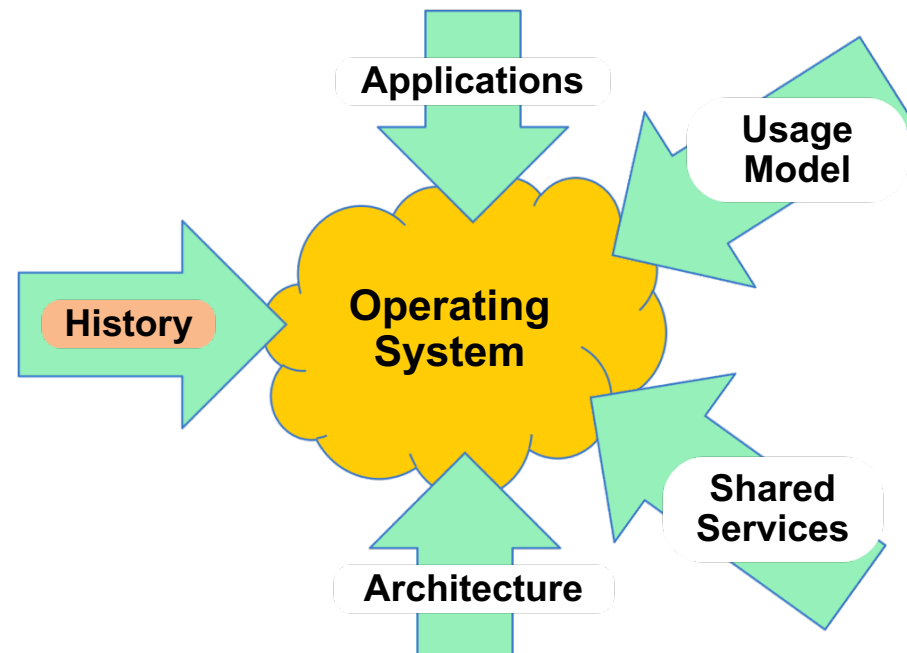 Applications
Usage
Model
History
Operating
System
Shared
Services
Architecture